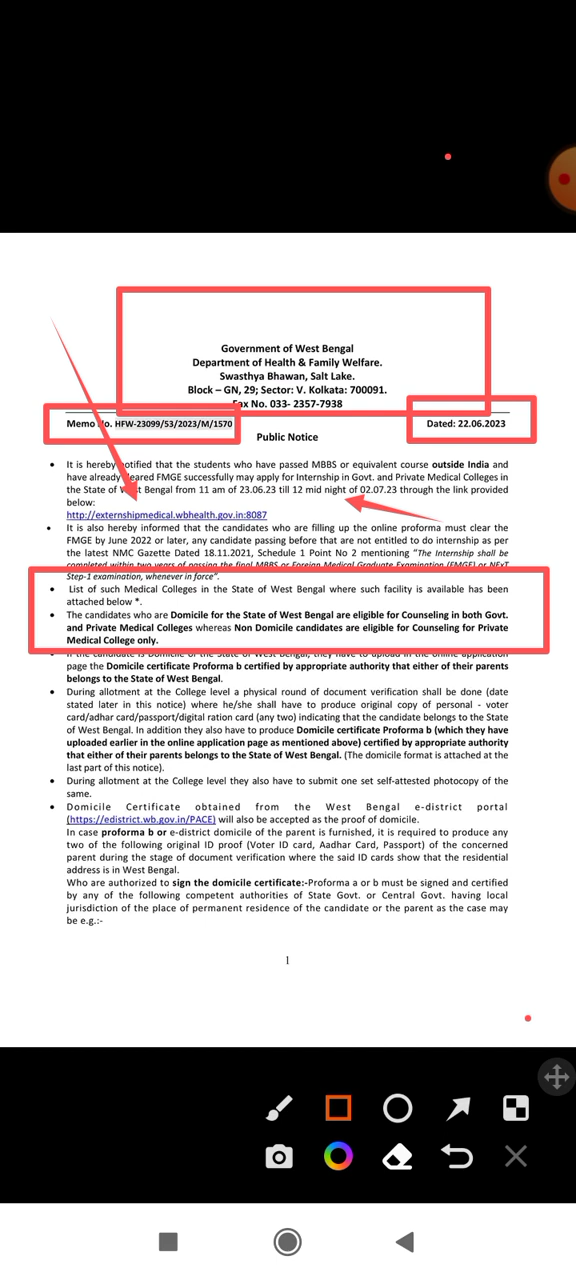 Government of West Bengal
Department of Health & Family Welfare.
Swasthya Bhawan, Salt Lake.
Block – GN, 29; Sector: V. Kolkata: 700091.
Fax No. 033- 2357-7938
Memo No. HFW-23099/53/2023/M/1570
Dated: 22.06.2023
Public Notice
• It is hereby notified that the students who have passed MBBS or equivalent course outside India and
have already cleared FMGE successfully may apply for Internship in Govt. and Private Medical Colleges in
the State of West Bengal from 11 am of 23.06.23 till 12 mid night of 02.07.23 through the link provided
below:
http://externshipmedical.wbhealth.gov.in:8087
• It is also hereby informed that the candidates who are filling up the online proforma must clear the
FMGE by June 2022 or later, any candidate passing before that are not entitled to do internship as per
the latest NMC Gazette Dated 18.11.2021, Schedule 1 Point No 2 mentioning "The Internship shall be
completed within two years of passing the final MBBS or Foreign Medical Graduate Examination (FMGE) or NExT
Step-1 examination, whenever in force".
• List of such Medical Colleges in the State of West Bengal where such facility is available has been
attached below *.
• The candidates who are Domicile for the State of West Bengal are eligible for Counseling in both Govt.
and Private Medical Colleges whereas Non Domicile candidates are eligible for Counseling for Private
Medical College only.
• If the candidate is Domicile of the State of West Bengal, they have to upload in the online application
page the Domicile certificate Proforma b certified by appropriate authority that either of their parents
belongs to the State of West Bengal.
• During allotment at the College level a physical round of document verification shall be done (date
stated later in this notice) where he/she shall have to produce original copy of personal - voter
card/adhar card/passport/digital ration card (any two) indicating that the candidate belongs to the State
of West Bengal. In addition they also have to produce Domicile certificate Proforma b (which they have
uploaded earlier in the online application page as mentioned above) certified by appropriate authority
that either of their parents belongs to the State of West Bengal. (The domicile format is attached at the
last part of this notice).
• During allotment at the College level they also have to submit one set self-attested photocopy of the
same.
• Domicile Certificate obtained from the West Bengal e-district portal
(https://edistrict.wb.gov.in/PACE) will also be accepted as the proof of domicile.
In case proforma b or e-district domicile of the parent is furnished, it is required to produce any
two of the following original ID proof (Voter ID card, Aadhar Card, Passport) of the concerned
parent during the stage of document verification where the said ID cards show that the residential
address is in West Bengal.
Who are authorized to sign the domicile certificate:-Proforma a or b must be signed and certified
by any of the following competent authorities of State Govt. or Central Govt. having local
jurisdiction of the place of permanent residence of the candidate or the parent as the case may
be e.g.:-
1